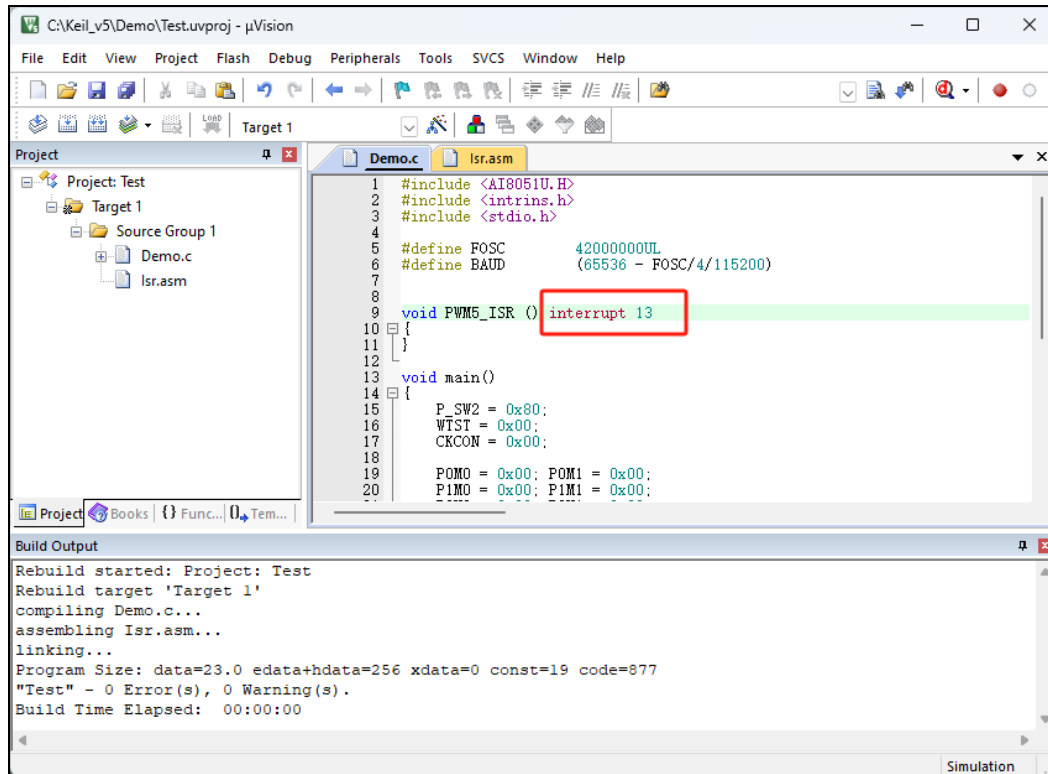 C:\Keil_v5\Demo\Test.uvproj - µVision
File Edit View Project Flash Debug Peripherals Tools SVCS Window Help
LOAD Target 1
Project
Project: Test
Target 1
Source Group 1
Demo.c
Isr.asm
Project Books {} Func... Tem...
Demo.c Isr.asm
1 #include <AI8051U.H>
2 #include <intrins.h>
3 #include <stdio.h>
4
5 #define FOSC 42000000UL
6 #define BAUD (65536 - FOSC/4/115200)
7
8
9 void PWM5_ISR () interrupt 13
10 {
11 }
12
13 void main()
14 {
15 P_SW2 = 0x80;
16 WTST = 0x00;
17 CKCON = 0x00;
18
19 P0M0 = 0x00; P0M1 = 0x00;
20 P1M0 = 0x00; P1M1 = 0x00;
Build Output
Rebuild started: Project: Test
Rebuild target 'Target 1'
compiling Demo.c...
assembling Isr.asm...
linking...
Program Size: data=23.0 edata+hdata=256 xdata=0 const=19 code=877
"Test" - 0 Error(s), 0 Warning(s).
Build Time Elapsed: 00:00:00
Simulation